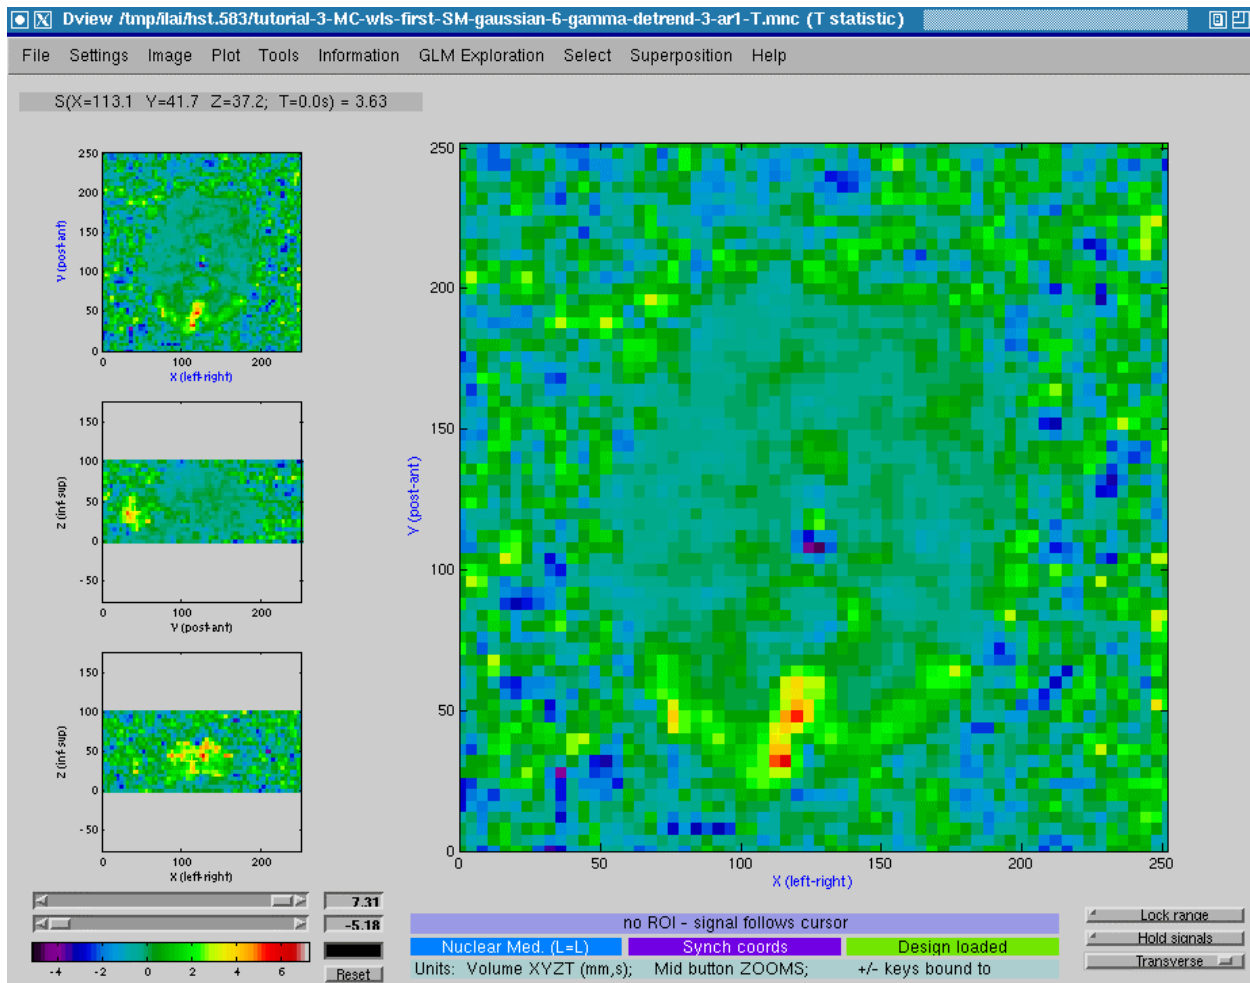 Dview /tmp/ilai/hst.583/tutorial-3-MC-wls-first-SM-gaussian-6-gamma-detrend-3-ar1-T.mnc (T statistic)
File Settings Image Plot Tools Information GLM Exploration Select Superposition Help
S(X=113.1 Y=41.7 Z=37.2; T=0.0s) = 3.63
250
200
150
100
50
0
Y (post-ant)
0 100 200
X (left-right)
150
100
50
0
-50
Z (inf-sup)
0 100 200
Y (post-ant)
150
100
50
0
-50
Z (inf-sup)
0 100 200
X (left-right)
250
200
150
100
50
0
Y (post-ant)
0 50 100 150 200 250
X (left-right)
7.31
-5.18
-4 -2 0 2 4 6
Reset
no ROI - signal follows cursor
Nuclear Med. (L=L) Synch coords Design loaded
Units: Volume XYZT (mm,s); Mid button ZOOMS; +/- keys bound to
Lock range
Hold signals
Transverse